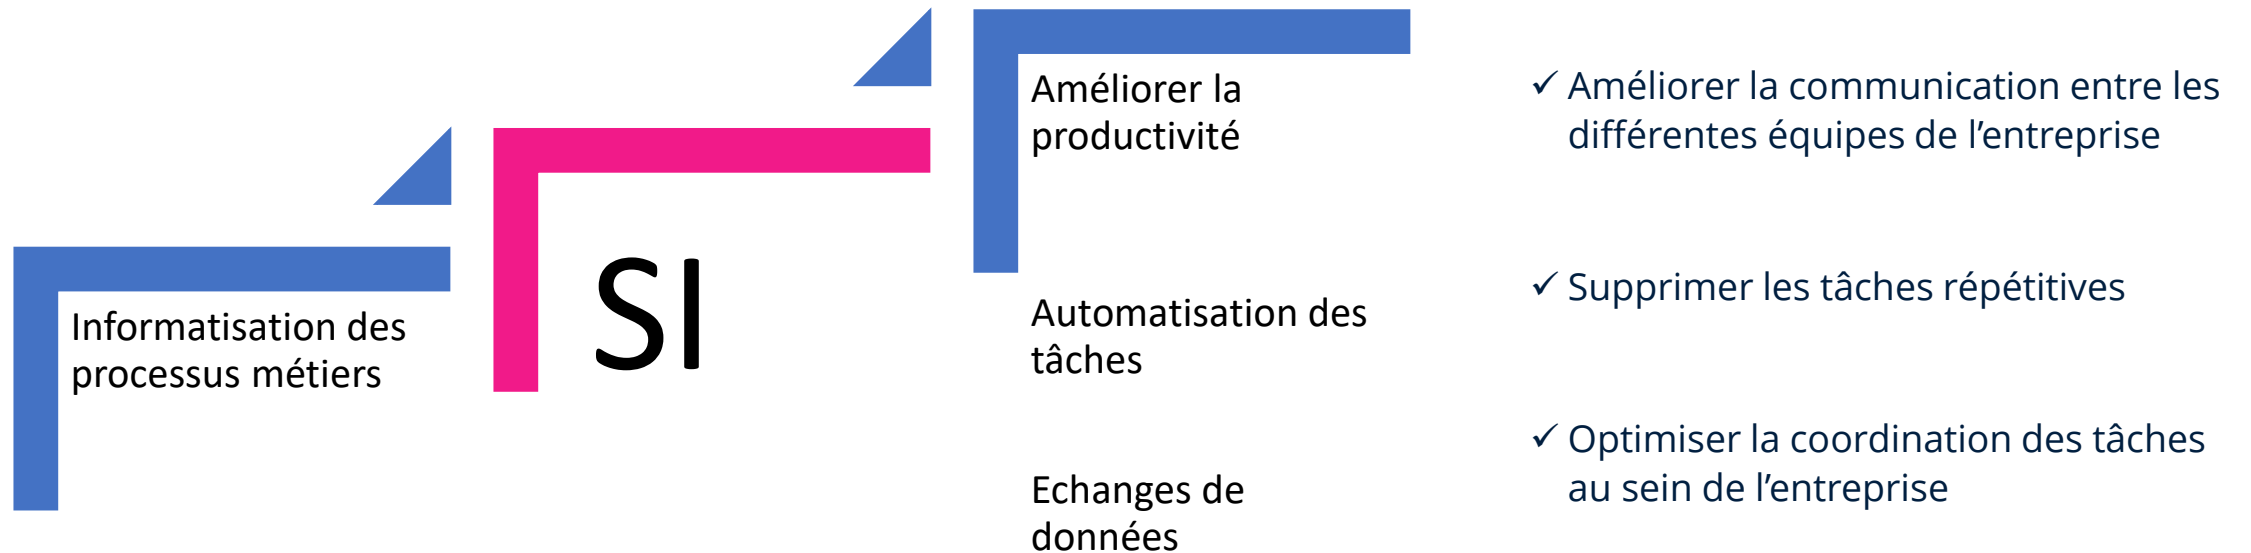 Informatisation des
processus métiers
SI
Améliorer la
productivité
Automatisation des
tâches
Echanges de
données
✓ Améliorer la communication entre les
différentes équipes de l’entreprise
✓ Supprimer les tâches répétitives
✓ Optimiser la coordination des tâches
au sein de l’entreprise